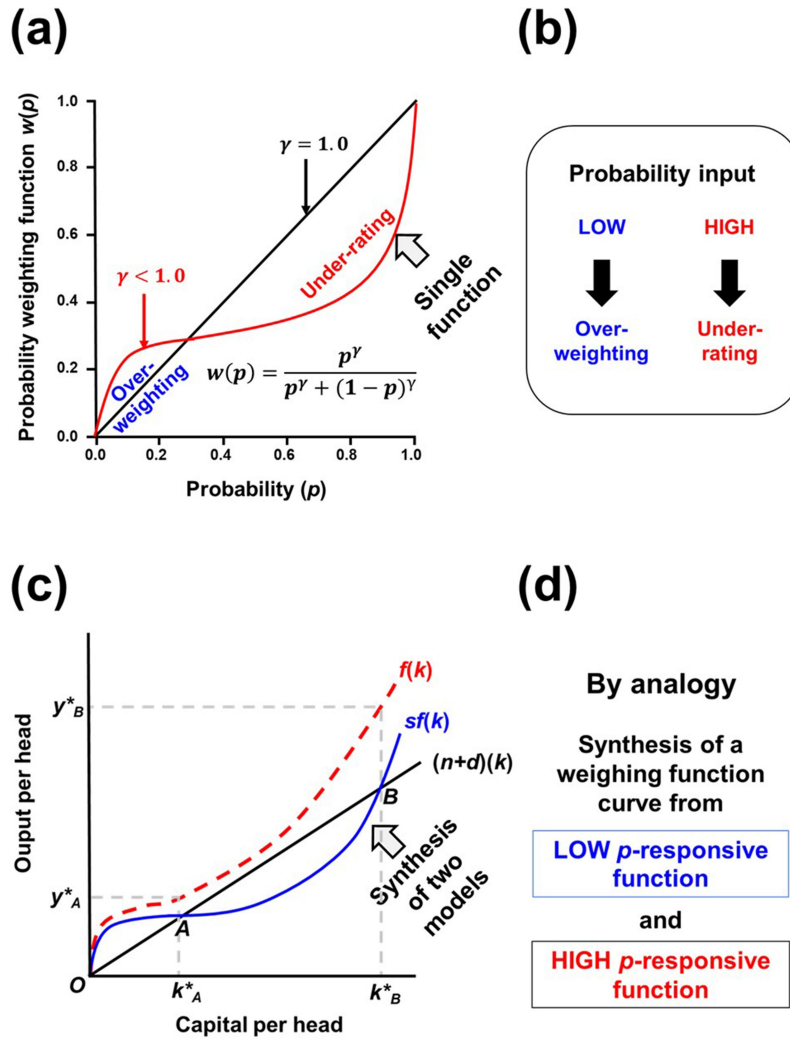 (a)
Probability weighting function w(p)
1.0
0.8
0.6
0.4
0.2
0.0
0.0
0.2
0.4
0.6
0.8
1.0
Probability (p)
γ = 1.0
γ < 1.0
Under-rating
Over-
weighting
Single
function
w(p) = p^γ / (p^γ + (1 − p)^γ)
(b)
Probability input
LOW
HIGH
Over-
weighting
Under-
rating
(c)
Ouput per head
y*B
y*A
O
k*A
k*B
Capital per head
f(k)
sf(k)
(n+d)(k)
A
B
Synthesis
of two
models
(d)
By analogy
Synthesis of a
weighing function
curve from
LOW p-responsive
function
and
HIGH p-responsive
function